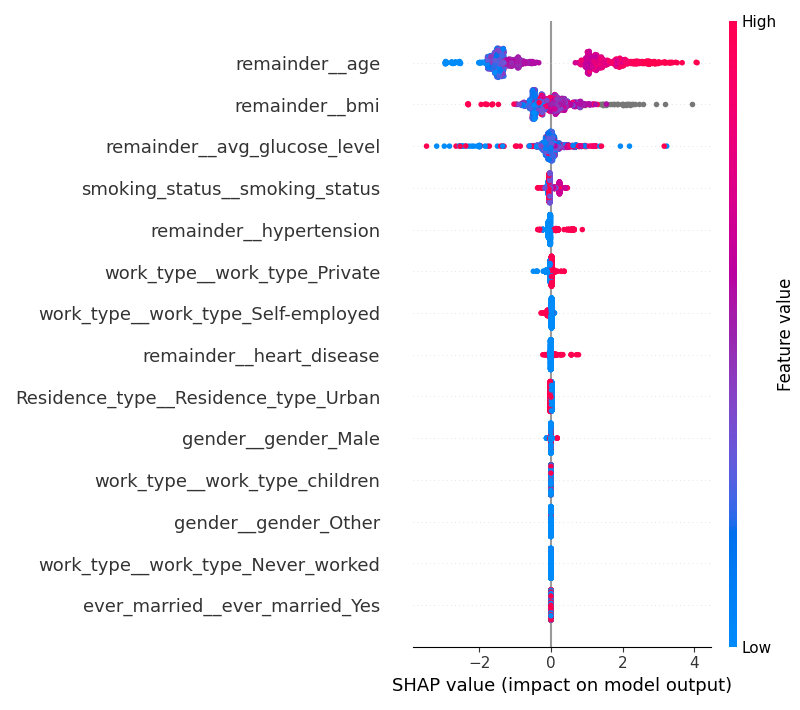 High
remainder__age
remainder__bmi
remainder__avg_glucose_level
smoking_status__smoking_status
remainder__hypertension
work_type__work_type_Private
work_type__work_type_Self-employed
remainder__heart_disease
Residence_type__Residence_type_Urban
gender__gender_Male
work_type__work_type_children
gender__gender_Other
work_type__work_type_Never_worked
ever_married__ever_married_Yes
Feature value
Low
−2 0 2 4
SHAP value (impact on model output)